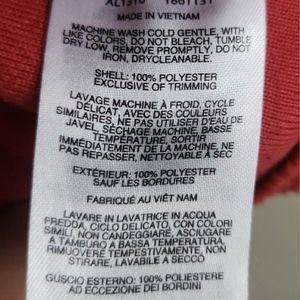 AL1316 1861131
MADE IN VIETNAM
MACHINE WASH COLD GENTLE, WITH
LIKE COLORS, DO NOT BLEACH, TUMBLE
DRY LOW, REMOVE PROMPTLY, DO NOT
IRON, DRYCLEANABLE.
SHELL: 100% POLYESTER
EXCLUSIVE OF TRIMMING
LAVAGE MACHINE À FROID, CYCLE
DÉLICAT, AVEC DES COULEURS
SIMILAIRES, NE PAS UTILISER D'EAU DE
JAVEL, SÉCHAGE MACHINE, BASSE
TEMPÉRATURE, SORTIR
IMMÉDIATEMENT DE LA MACHINE, NE
PAS REPASSER, NETTOYABLE À SEC
EXTÉRIEUR: 100% POLYESTER
SAUF LES BORDURES
FABRIQUÉ AU VIÊT NAM
LAVARE IN LAVATRICE IN ACQUA
FREDDA, CICLO DELICATO, CON COLORI
SIMILI, NON CANDEGGIARE, ASCIUGARE
A TAMBURO A BASSA TEMPERATURA,
RIMUOVERE TEMPESTIVAMENTE, NON
STIRARE, LAVABILE A SECCO
GUSCIO ESTERNO: 100% POLIESTERE
AD ECCEZIONE DEI BORDINI